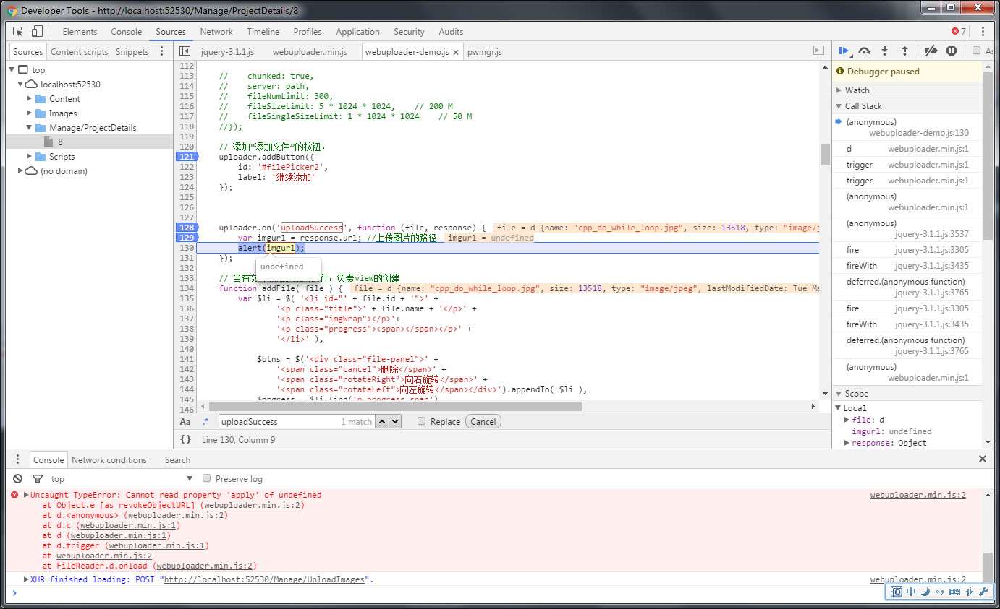 Developer Tools - http://localhost:52530/Manage/ProjectDetails/8
Elements Console Sources Network Timeline Profiles Application Security Audits 7
Sources Content scripts Snippets
jquery-3.1.1.js webuploader.min.js webuploader-demo.js × pwmgr.js
top
localhost:52530
Content
Images
Manage/ProjectDetails
8
Scripts
(no domain)
112
113 // chunked: true,
114 // server: path,
115 // fileNumLimit: 300,
116 // fileSizeLimit: 5 * 1024 * 1024, // 200 M
117 // fileSingleSizeLimit: 1 * 1024 * 1024 // 50 M
118 //});
119
120 // 添加“添加文件”的按钮，
121 uploader.addButton({
122 id: '#filePicker2',
123 label: '继续添加'
124 });
125
126
127
128 uploader.on('uploadSuccess', function (file, response) { file = d {name: "cpp_do_while_loop.jpg", size: 13518, type: "image/j
129 var imgurl = response.url; //上传图片的路径 imgurl = undefined
130 alert(imgurl);
131 });
undefined
132
133 // 当有文 行，负责view的创建
134 function addFile( file ) { file = d {name: "cpp_do_while_loop.jpg", size: 13518, type: "image/jpeg", lastModifiedDate: Tue Ma
135 var $li = $( '<li id="' + file.id + '">' +
136 '<p class="title">' + file.name + '</p>' +
137 '<p class="imgWrap"></p>'+
138 '<p class="progress"><span></span></p>' +
139 '</li>' ),
140
141 $btns = $('<div class="file-panel">' +
142 '<span class="cancel">删除</span>' +
143 '<span class="rotateRight">向右旋转</span>' +
144 '<span class="rotateLeft">向左旋转</span></div>').appendTo( $li ),
145 $prgress = $li.find('p.progress span')
146
Aa .* uploadSuccess 1 match Replace Cancel
{} Line 130, Column 9
As
Debugger paused
Watch
Call Stack
(anonymous)
webuploader-demo.js:130
d webuploader.min.js:1
trigger webuploader.min.js:1
trigger webuploader.min.js:1
(anonymous)
webuploader.min.js:1
(anonymous)
jquery-3.1.1.js:3537
fire jquery-3.1.1.js:3305
fireWith jquery-3.1.1.js:3435
deferred.(anonymous function)
jquery-3.1.1.js:3765
fire jquery-3.1.1.js:3305
fireWith jquery-3.1.1.js:3435
deferred.(anonymous function)
jquery-3.1.1.js:3765
(anonymous)
webuploader.min.js:1
Scope
Local
file: d
imgurl: undefined
response: Object
Console Network conditions Search
top Preserve log
Uncaught TypeError: Cannot read property 'apply' of undefined webuploader.min.js:2
at Object.e [as revokeObjectURL] (webuploader.min.js:2)
at d.<anonymous> (webuploader.min.js:2)
at d.c (webuploader.min.js:1)
at d (webuploader.min.js:1)
at d.trigger (webuploader.min.js:1)
at webuploader.min.js:2
at FileReader.d.onload (webuploader.min.js:2)
XHR finished loading: POST "http://localhost:52530/Manage/UploadImages". webuploader.min.js:2
中